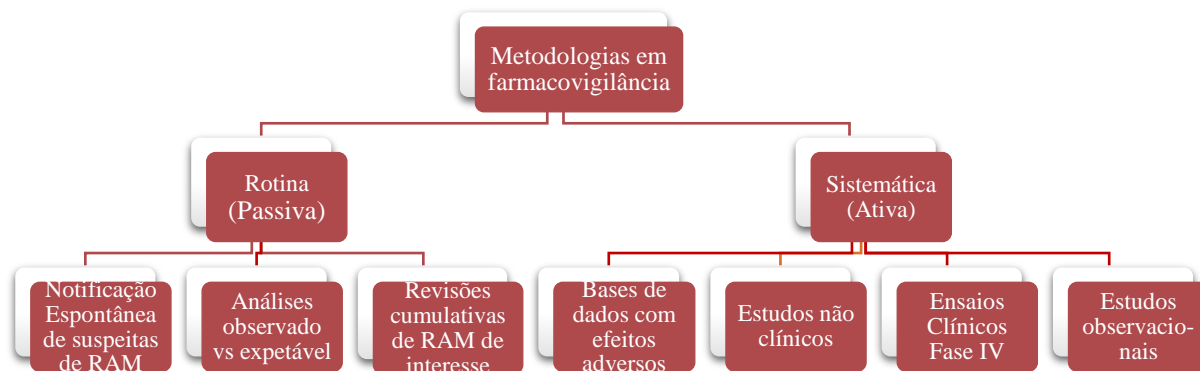 Metodologias em
farmacovigilância
Rotina
(Passiva)
Sistemática
(Ativa)
Notificação
Espontânea
de suspeitas
de RAM
Análises
observado
vs expetável
Revisões
cumulativas
de RAM de
interesse
Bases de
dados com
efeitos
adversos
Estudos não
clínicos
Ensaios
Clínicos
Fase IV
Estudos
observacio-
nais